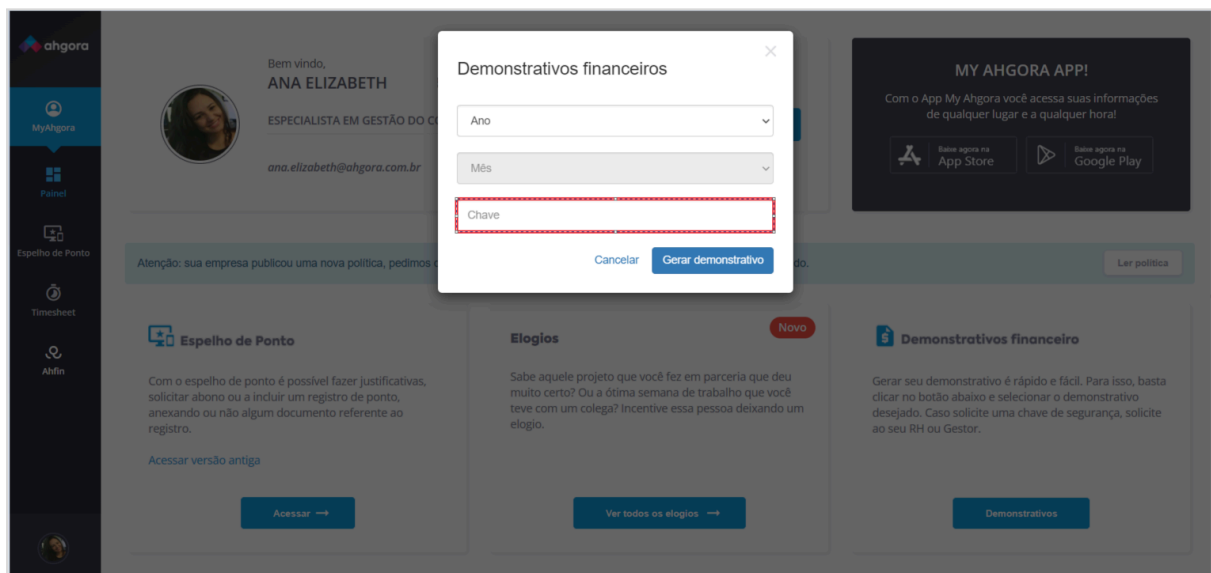 ahgora
MyAhgora
Painel
Espelho de Ponto
Timesheet
Ahfin
Bem vindo,
ANA ELIZABETH
ESPECIALISTA EM GESTÃO DO
ana.elizabeth@ahgora.com.br
Demonstrativos financeiros
×
Ano
Mês
Chave
Cancelar
Gerar demonstrativo
MY AHGORA APP!
Com o App My Ahgora você acessa suas informações
de qualquer lugar e a qualquer hora!
Baixe agora na
App Store
Baixe agora na
Google Play
Atenção: sua empresa publicou uma nova política, pedimos
do.
Ler política
Espelho de Ponto
Com o espelho de ponto é possível fazer justificativas,
solicitar abono ou a incluir um registro de ponto,
anexando ou não algum documento referente ao
registro.
Acessar versão antiga
Acessar →
Elogios
Novo
Sabe aquele projeto que você fez em parceria que deu
muito certo? Ou a ótima semana de trabalho que você
teve com um colega? Incentive essa pessoa deixando um
elogio.
Ver todos os elogios →
Demonstrativos financeiro
Gerar seu demonstrativo é rápido e fácil. Para isso, basta
clicar no botão abaixo e selecionar o demonstrativo
desejado. Caso solicite uma chave de segurança, solicite
ao seu RH ou Gestor.
Demonstrativos